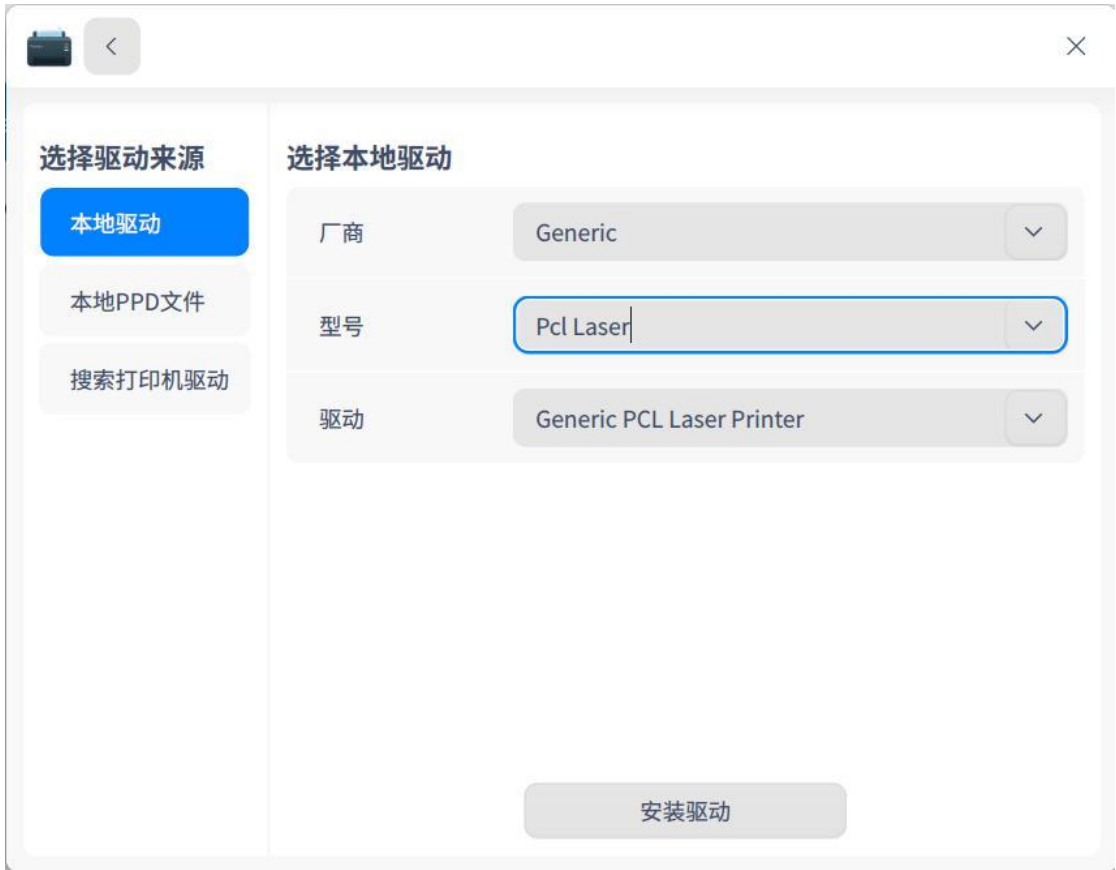 选择驱动来源
本地驱动
本地PPD文件
搜索打印机驱动
选择本地驱动
厂商 Generic
型号 Pcl Laser
驱动 Generic PCL Laser Printer
安装驱动